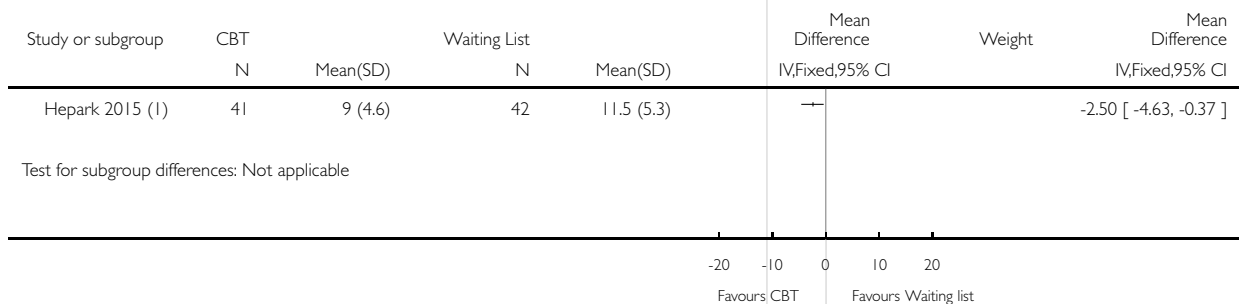 Mean Mean
Study or subgroup CBT Waiting List Difference Weight Difference
N Mean(SD) N Mean(SD) IV,Fixed,95% CI IV,Fixed,95% CI
Hepark 2015 (1) 41 9 (4.6) 42 11.5 (5.3) -2.50 [ -4.63, -0.37 ]
Test for subgroup differences: Not applicable
-20 -10 0 10 20
Favours CBT Favours Waiting list